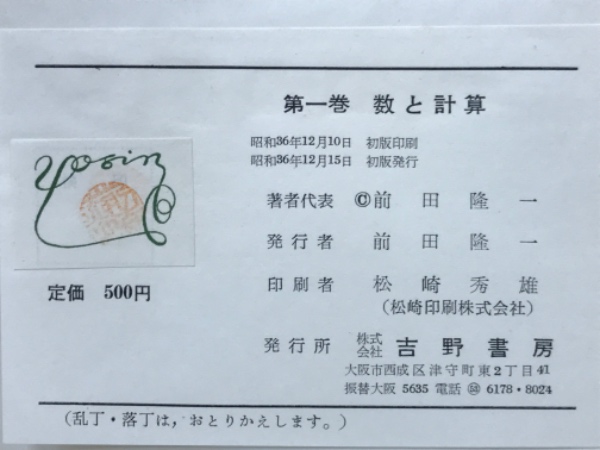 第一巻 数と計算
昭和36年12月10日 初版印刷
昭和36年12月15日 初版発行
著者代表 ©前田隆一
発行者 前田隆一
印刷者 松崎秀雄
(松崎印刷株式会社)
発行所 株式会社 吉野書房
大阪市西成区津守町東2丁目41
振替大阪 5635 電話 6178・8024
定価 500円
(乱丁・落丁は,おとりかえします。)